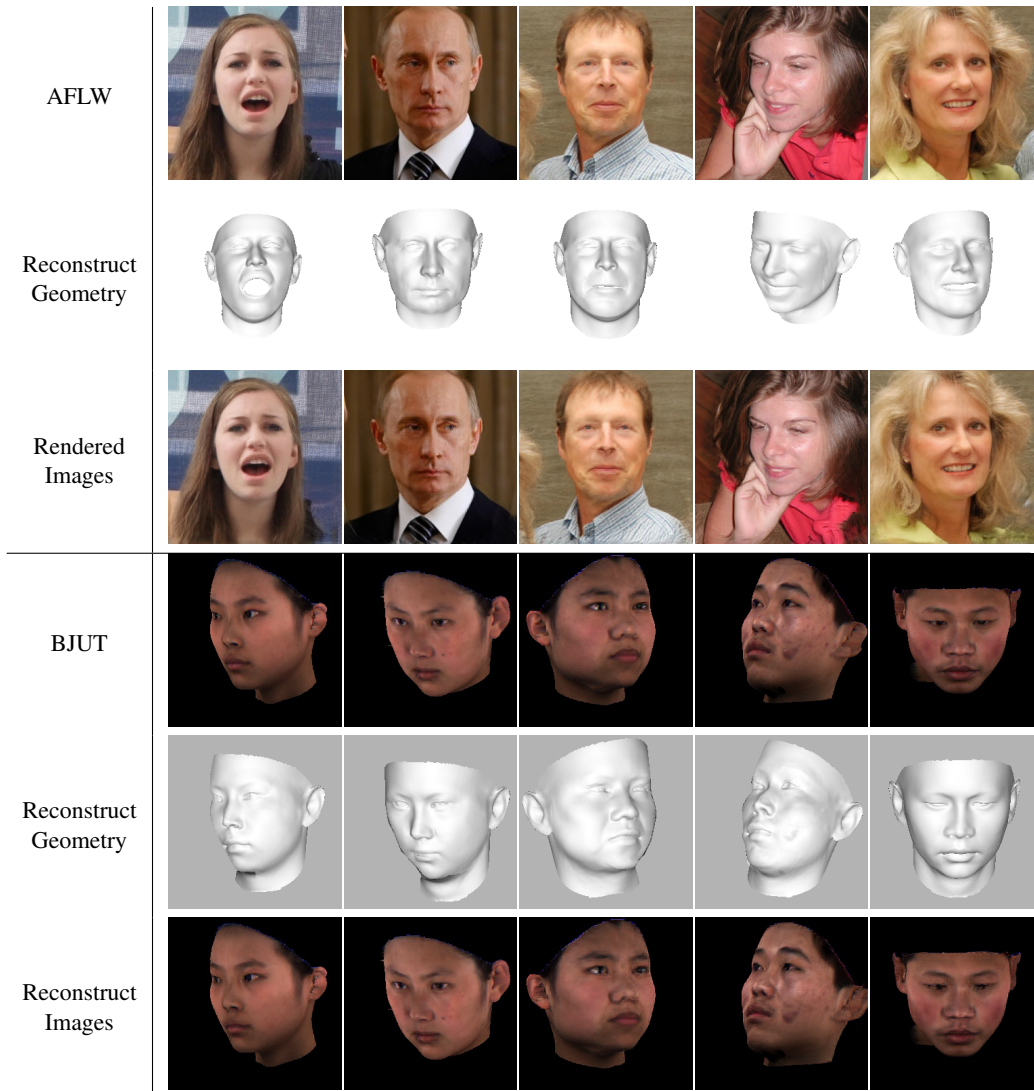 AFLW
Reconstruct
Geometry
Rendered
Images
BJUT
Reconstruct
Geometry
Reconstruct
Images